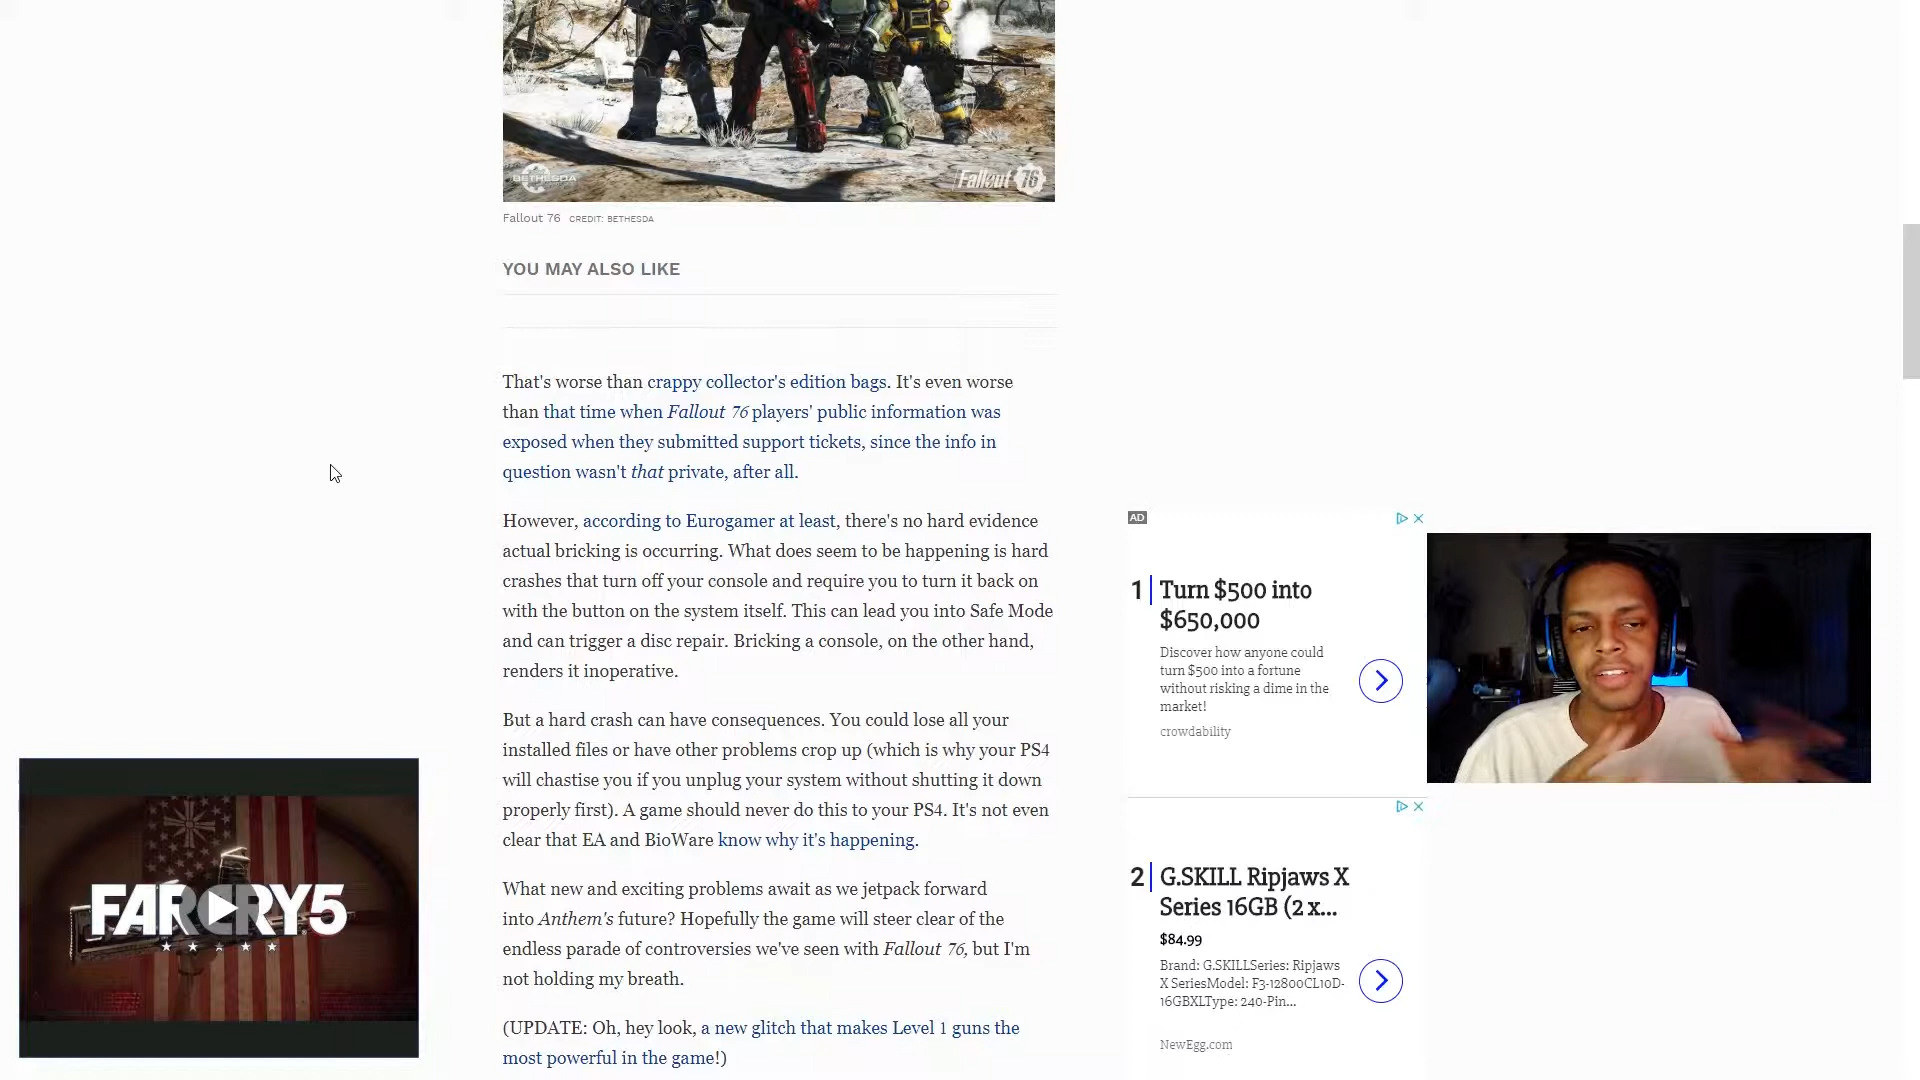 BETHESDA
Fallout 76
Fallout 76 CREDIT: BETHESDA
YOU MAY ALSO LIKE
That's worse than crappy collector's edition bags. It's even worse
than that time when Fallout 76 players' public information was
exposed when they submitted support tickets, since the info in
question wasn't that private, after all.
However, according to Eurogamer at least, there's no hard evidence
actual bricking is occurring. What does seem to be happening is hard
crashes that turn off your console and require you to turn it back on
with the button on the system itself. This can lead you into Safe Mode
and can trigger a disc repair. Bricking a console, on the other hand,
renders it inoperative.
But a hard crash can have consequences. You could lose all your
installed files or have other problems crop up (which is why your PS4
will chastise you if you unplug your system without shutting it down
properly first). A game should never do this to your PS4. It's not even
clear that EA and BioWare know why it's happening.
What new and exciting problems await as we jetpack forward
into Anthem's future? Hopefully the game will steer clear of the
endless parade of controversies we've seen with Fallout 76, but I'm
not holding my breath.
(UPDATE: Oh, hey look, a new glitch that makes Level 1 guns the
most powerful in the game!)
AD
1
Turn $500 into
$650,000
Discover how anyone could
turn $500 into a fortune
without risking a dime in the
market!
crowdability
2
G.SKILL Ripjaws X
Series 16GB (2 x...
$84.99
Brand: G.SKILLSeries: Ripjaws
X SeriesModel: F3-12800CL10D-
16GBXLType: 240-Pin...
NewEgg.com
FARCRY5